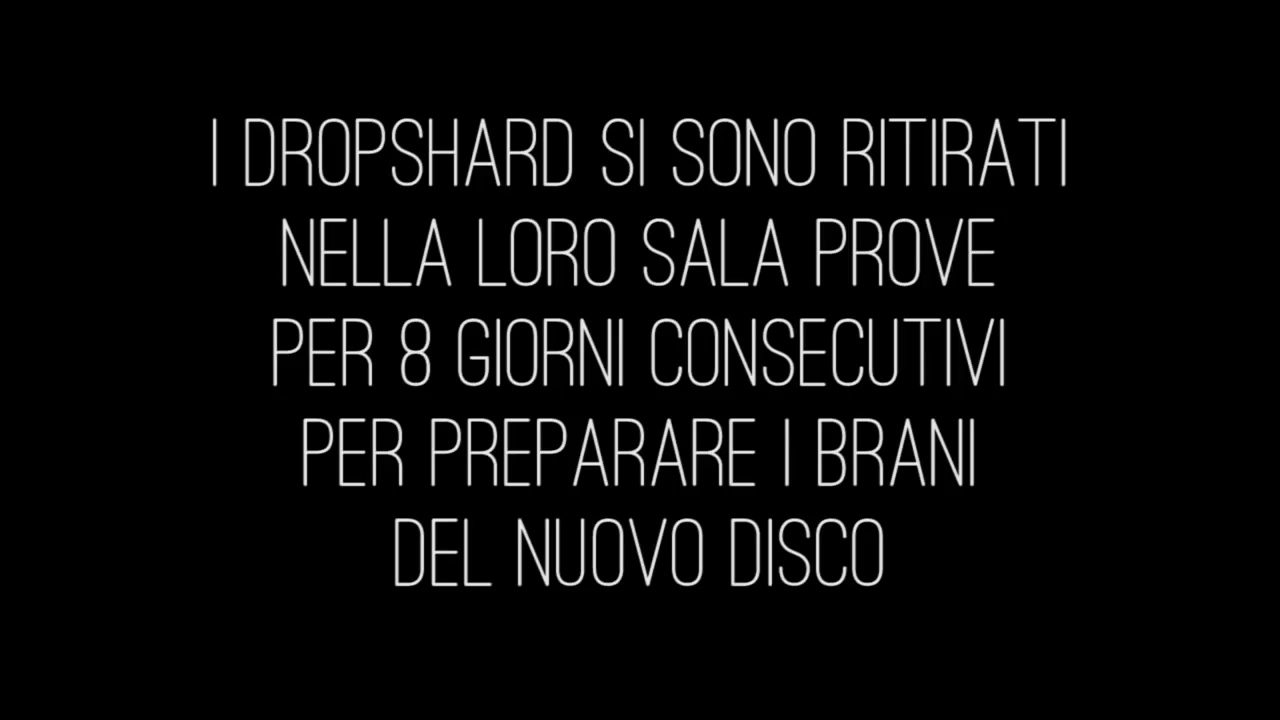 I DROPSHARD SI SONO RITIRATI
NELLA LORO SALA PROVE
PER 8 GIORNI CONSECUTIVI
PER PREPARARE I BRANI
DEL NUOVO DISCO